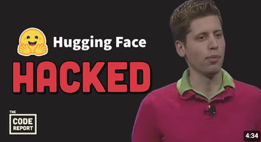 Hugging Face
HACKED
THE
CODE
REPORT
4:34